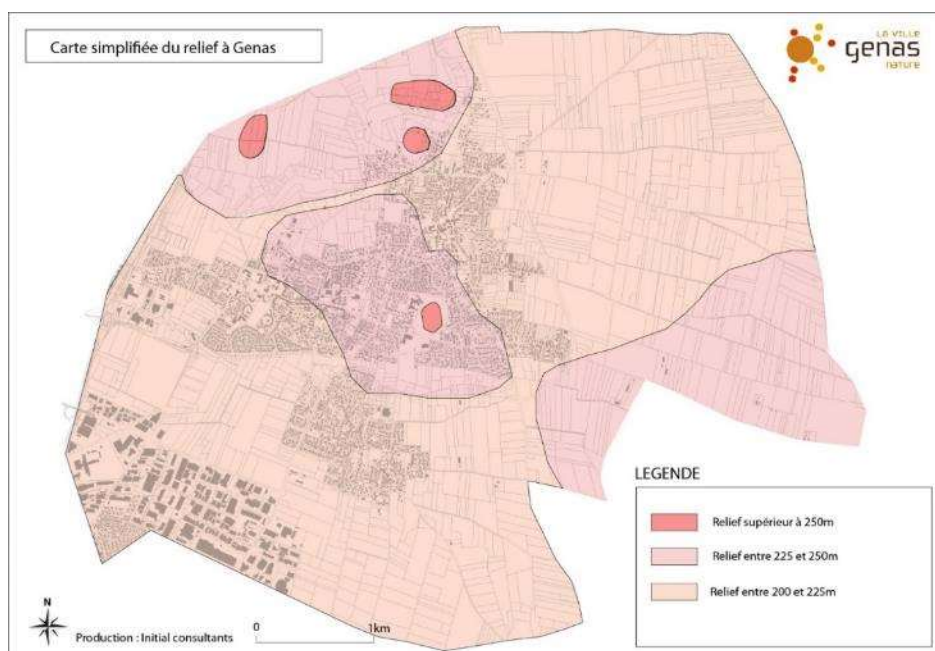 Carte simplifiée du relief à Genas
LA VILLE
genas
nature
LEGENDE
Relief supérieur à 250m
Relief entre 225 et 250m
Relief entre 200 et 225m
N
Production : Initial consultants
0
1km